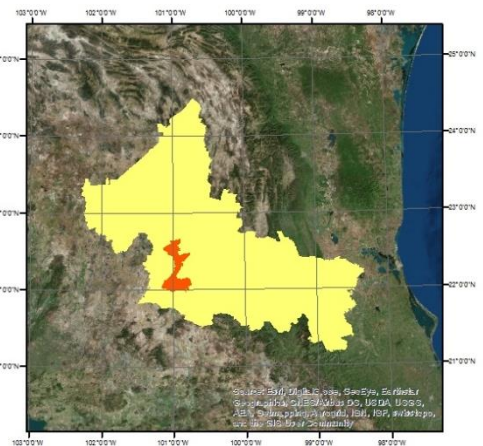 103°0'0"W 102°0'0"W 101°0'0"W 100°0'0"W 99°0'0"W 98°0'0"W
25°0'0"N
24°0'0"N
23°0'0"N
22°0'0"N
21°0'0"N
Source: Esri, DigitalGlobe, GeoEye, Earthstar
Geographics, CNES/Airbus DS, USDA, USGS,
AEX, Getmapping, Aerogrid, IGN, IGP, swisstopo,
and the GIS User Community
102°0'0"W 101°0'0"W 100°0'0"W 99°0'0"W 98°0'0"W